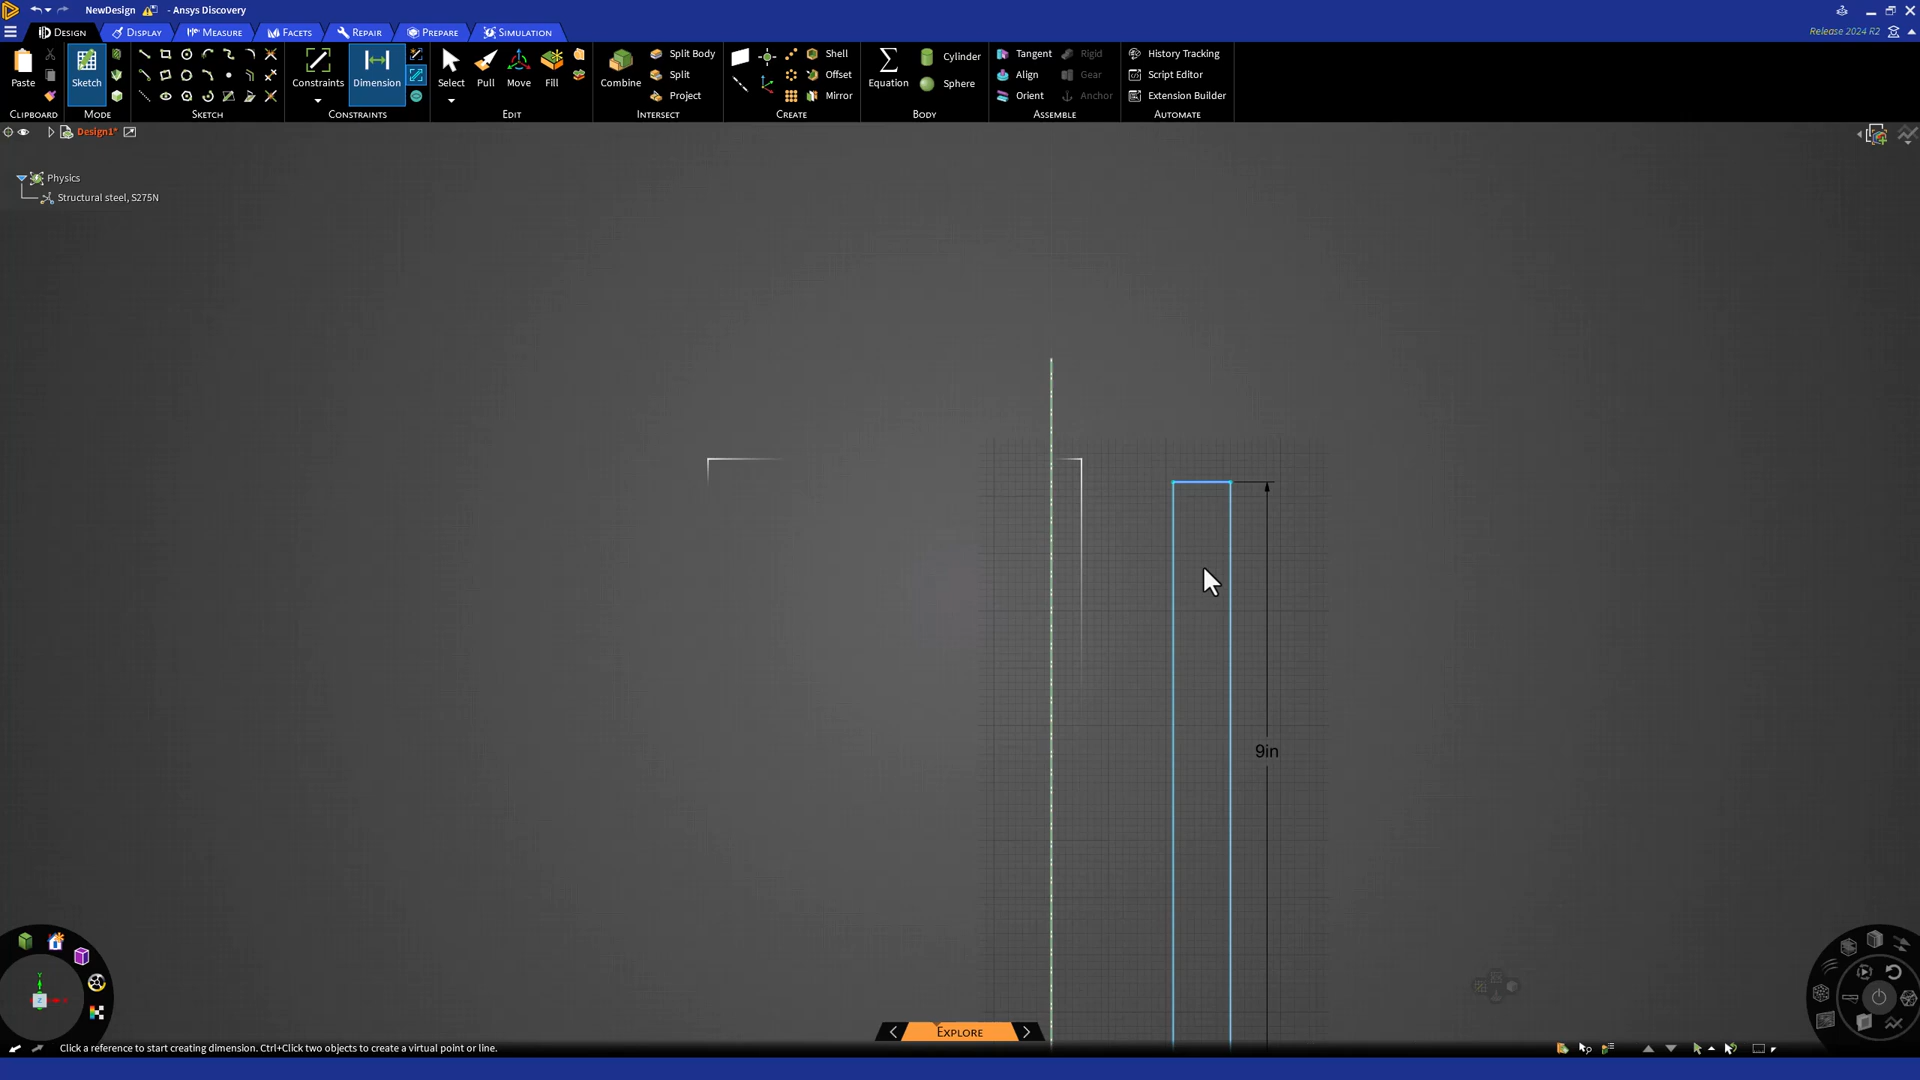 NewDesign - Ansys Discovery
Design Display Measure Facets Repair Prepare Simulation
Release 2024 R2
Paste Sketch Constraints Dimension Select Pull Move Fill Combine Split Body Split Project Shell Offset Mirror Equation Cylinder Sphere Tangent Align Orient Rigid Gear Anchor History Tracking Script Editor Extension Builder
Clipboard Mode Sketch Constraints Edit Intersect Create Body Assemble Automate
Design1*
Physics
Structural steel, S275N
9in
Y
Z
Explore
Click a reference to start creating dimension. Ctrl+Click two objects to create a virtual point or line.